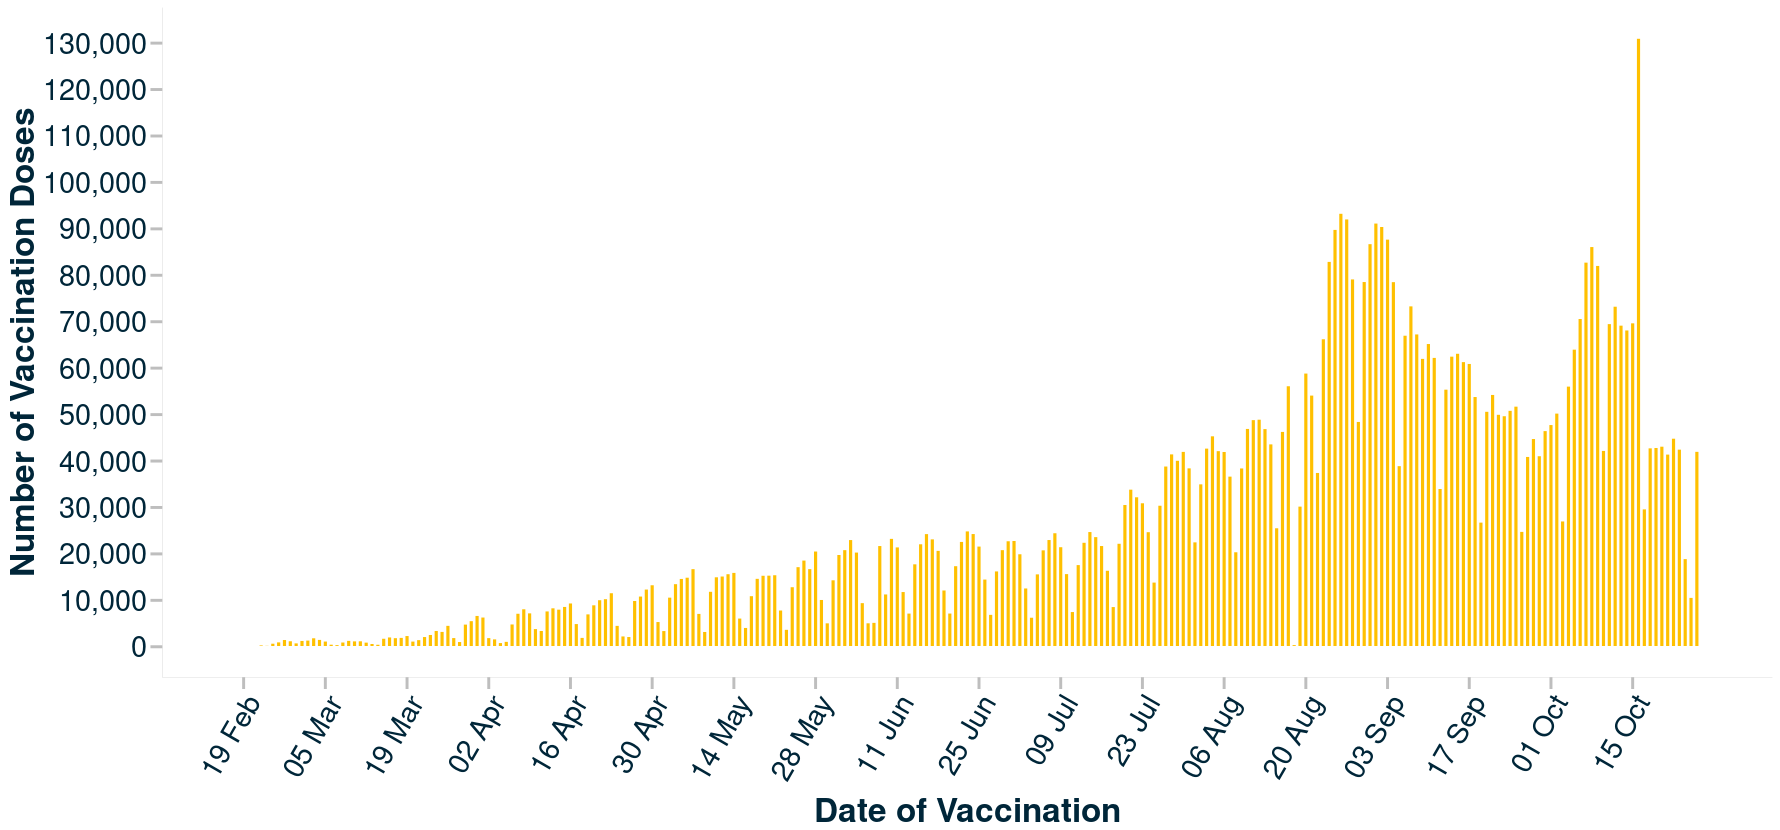 Number of Vaccination Doses
130,000
120,000
110,000
100,000
90,000
80,000
70,000
60,000
50,000
40,000
30,000
20,000
10,000
0
19 Feb
05 Mar
19 Mar
02 Apr
16 Apr
30 Apr
14 May
28 May
11 Jun
25 Jun
09 Jul
23 Jul
06 Aug
20 Aug
03 Sep
17 Sep
01 Oct
15 Oct
Date of Vaccination